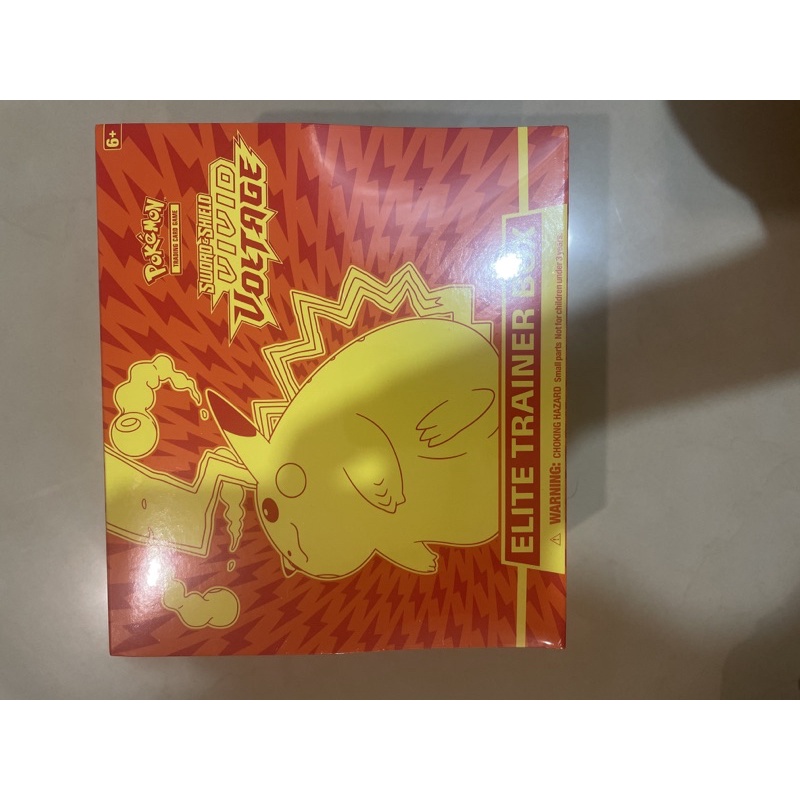 6+
POKéMON
TRADING CARD GAME
SWORD & SHIELD
VIVID
VOLTAGE
ELITE TRAINER BOX
WARNING: CHOKING HAZARD Small parts Not for children under 3